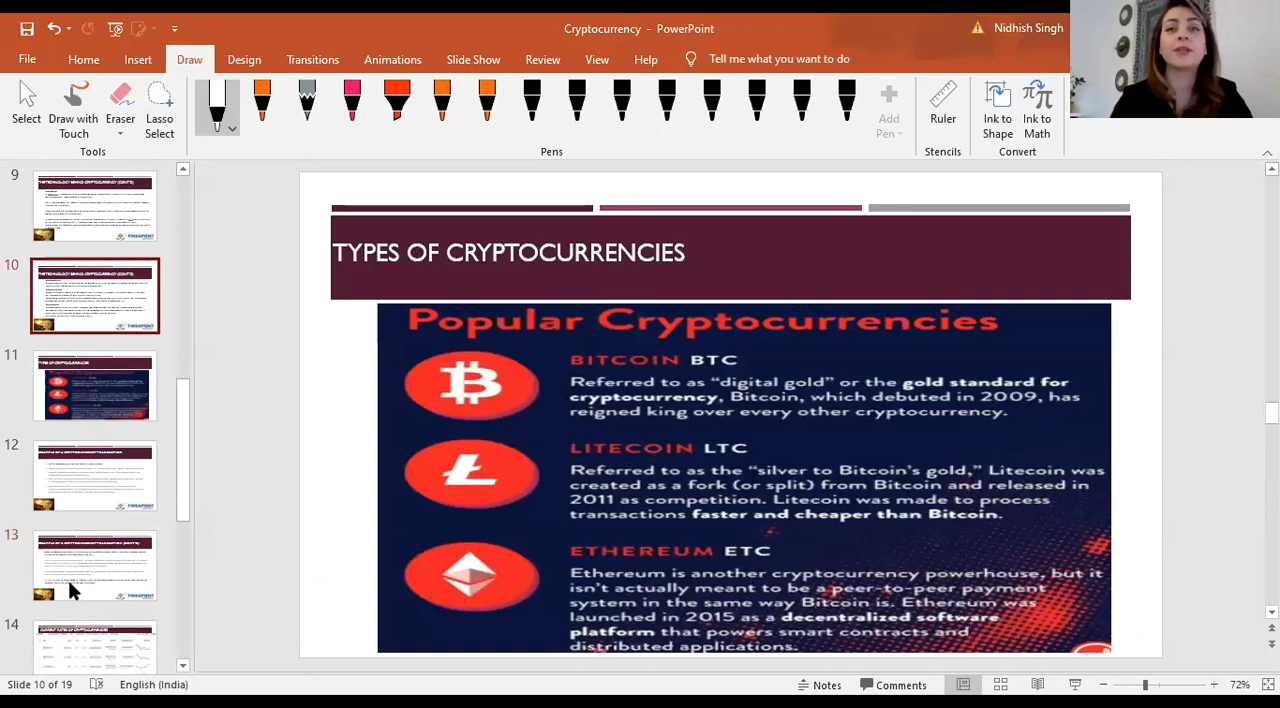 Cryptocurrency - PowerPoint
Nidhish Singh
File
Home
Insert
Draw
Design
Transitions
Animations
Slide Show
Review
View
Help
Tell me what you want to do
Select
Draw with
Touch
Eraser
Lasso
Select
Add
Pen
Ruler
Ink to
Shape
Ink to
Math
Tools
Pens
Stencils
Convert
9
10
11
12
13
14
TYPES OF CRYPTOCURRENCIES
Popular Cryptocurrencies
BITCOIN BTC
Referred to as “digital gold” or the gold standard for
cryptocurrency, Bitcoin, which debuted in 2009, has
reigned king over every other cryptocurrency.
LITECOIN LTC
Referred to as the “silver to Bitcoin’s gold,” Litecoin was
created as a fork (a split) from Bitcoin and released in
2011 as competition. Litecoin was made to process
transactions faster and cheaper than Bitcoin.
ETHEREUM ETC
Ethereum is another cryptocurrency powerhouse, but it
isn’t actually meant to be a peer-to-peer payment
system in the same way Bitcoin is. Ethereum was
launched in 2015 as a decentralized software
platform that powers smart contracts and
distributed applications.
Slide 10 of 19
English (India)
Notes
Comments
72%